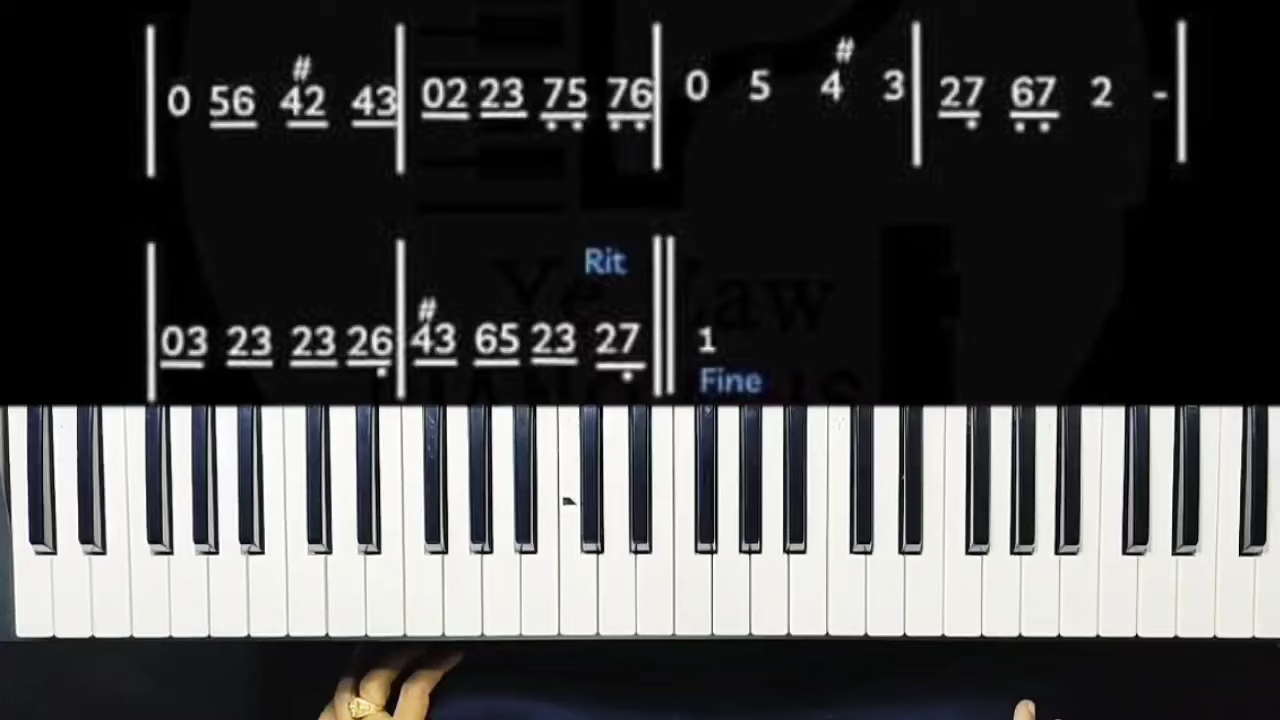 | 0 56 #42 43 | 02 23 75 76 | 0 5 #4 3 | 27 67 2 - |
Rit
| 03 23 23 26 | #43 65 23 27 || 1
Fine